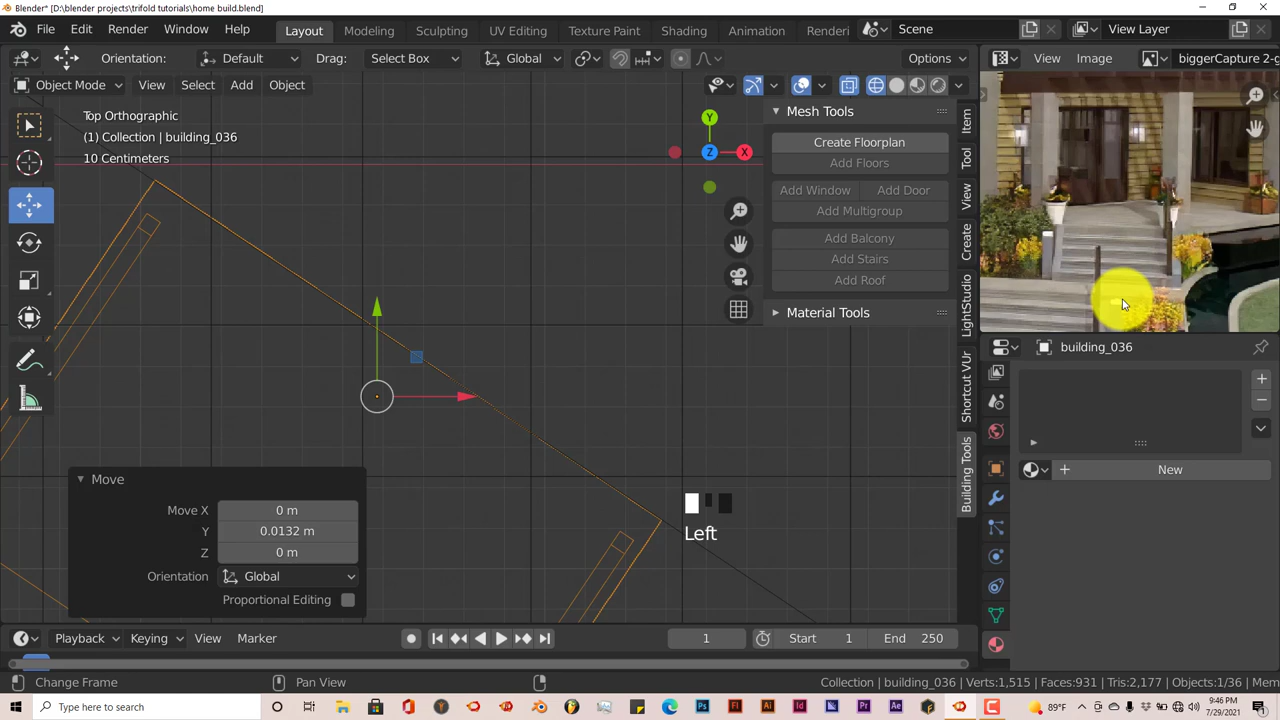 Blender* [D:\blender projects\trifold tutorials\home build.blend]
File Edit Render Window Help Layout Modeling Sculpting UV Editing Texture Paint Shading Animation Renderi Scene View Layer
Orientation: Default Drag: Select Box Global Options View Image biggerCapture 2-g
Object Mode View Select Add Object
Top Orthographic
(1) Collection | building_036
10 Centimeters
Y
X
Z
Mesh Tools
Create Floorplan
Add Floors
Add Window Add Door
Add Multigroup
Add Balcony
Add Stairs
Add Roof
Material Tools
Item
Tool
View
Create
LightStudio
Shortcut VUr
Building Tools
building_036
New
Move
Move X 0 m
Y 0.0132 m
Z 0 m
Orientation Global
Proportional Editing
Left
Playback Keying View Marker 1 Start 1 End 250
Change Frame Pan View Collection | building_036 | Verts:1,515 | Faces:931 | Tris:2,177 | Objects:1/36 | Mem
Type here to search 89°F 9:46 PM
7/29/2021